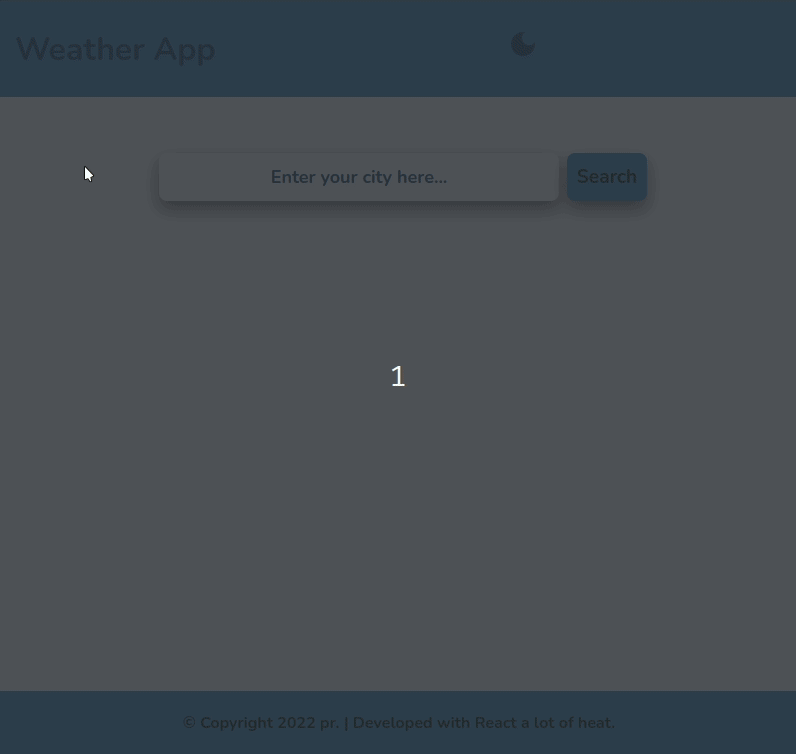 Weather App
Enter your city here...
Search
1
© Copyright 2022 pr. | Developed with React a lot of heat.